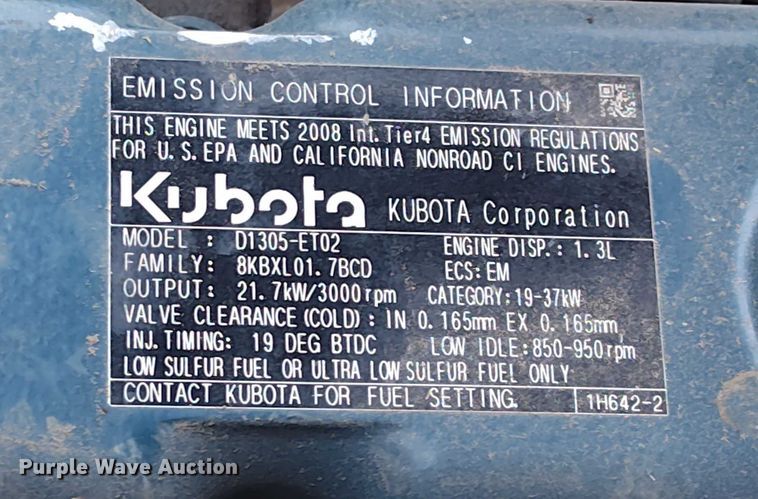 EMISSION CONTROL INFORMATION
THIS ENGINE MEETS 2008 Int. Tier4 EMISSION REGULATIONS
FOR U.S. EPA AND CALIFORNIA NONROAD CI ENGINES.
Kubota KUBOTA Corporation
MODEL : D1305-ET02 ENGINE DISP.: 1.3L
FAMILY: 8KBXL01.7BCD ECS: EM
OUTPUT: 21.7kW/3000rpm CATEGORY:19-37kW
VALVE CLEARANCE(COLD): IN 0.165mm EX 0.165mm
INJ. TIMING: 19 DEG BTDC LOW IDLE:850-950rpm
LOW SULFUR FUEL OR ULTRA LOW SULFUR FUEL ONLY
CONTACT KUBOTA FOR FUEL SETTING. 1H642-2
Purple Wave Auction